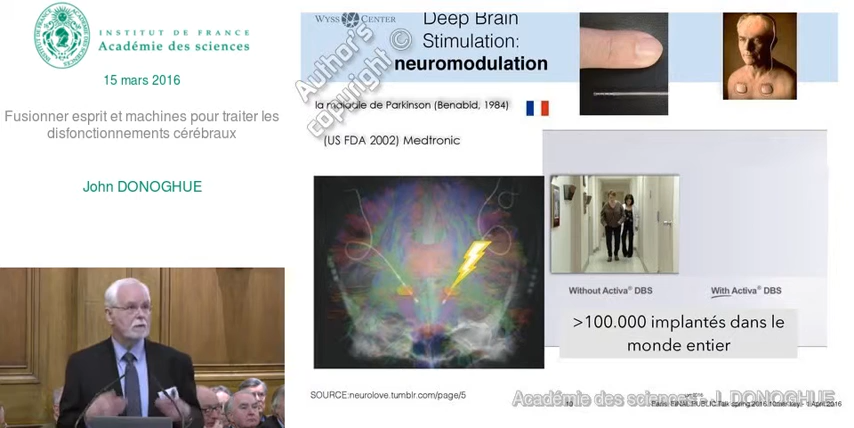 INSTITUT DE FRANCE
Académie des sciences
15 mars 2016
Fusionner esprit et machines pour traiter les
disfonctionnements cérébraux
John DONOGHUE
WYSS CENTER
Deep Brain
Stimulation:
neuromodulation
Author's ©
copyright
la maladie de Parkinson (Benabid, 1984)
(US FDA 2002) Medtronic
Without Activa® DBS
With Activa® DBS
>100.000 implantés dans le
monde entier
SOURCE:neurolove.tumblr.com/page/5
Académie des sciences - J. DONOGHUE
10